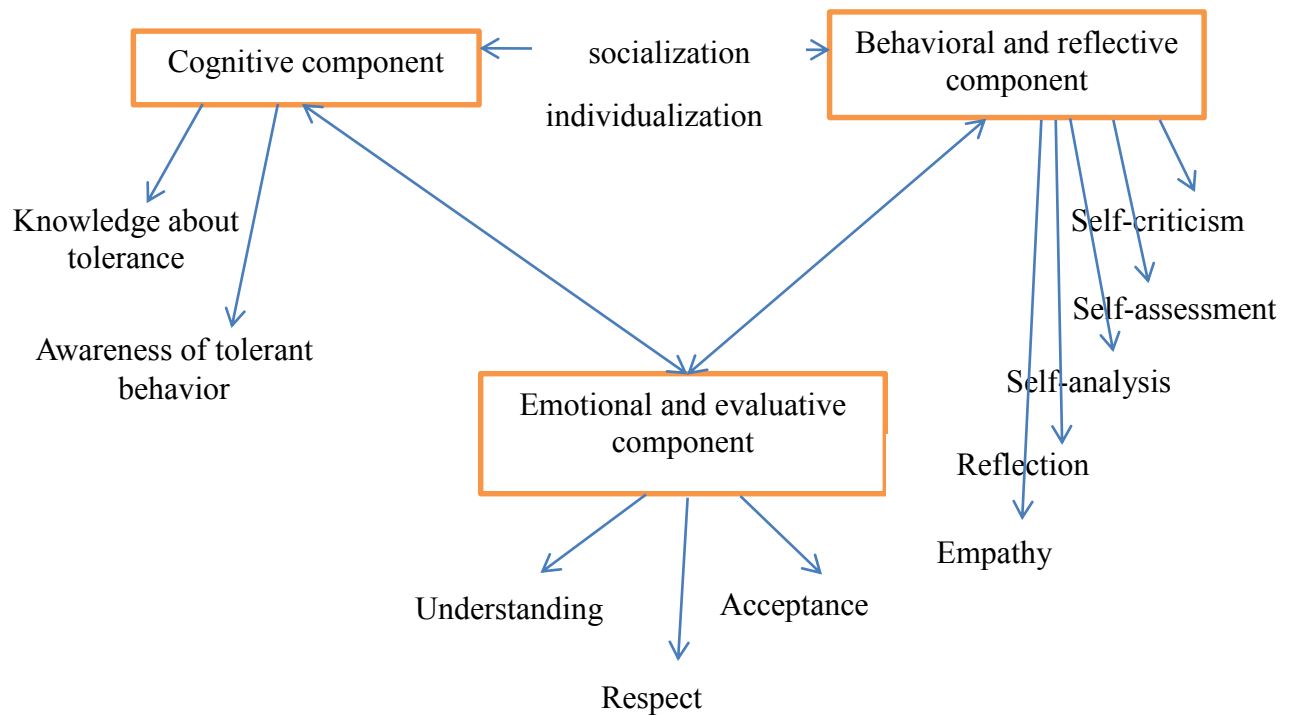 Cognitive component
socialization
individualization
Behavioral and reflective
component
Knowledge about
tolerance
Awareness of tolerant
behavior
Emotional and evaluative
component
Understanding
Respect
Acceptance
Self-criticism
Self-assessment
Self-analysis
Reflection
Empathy